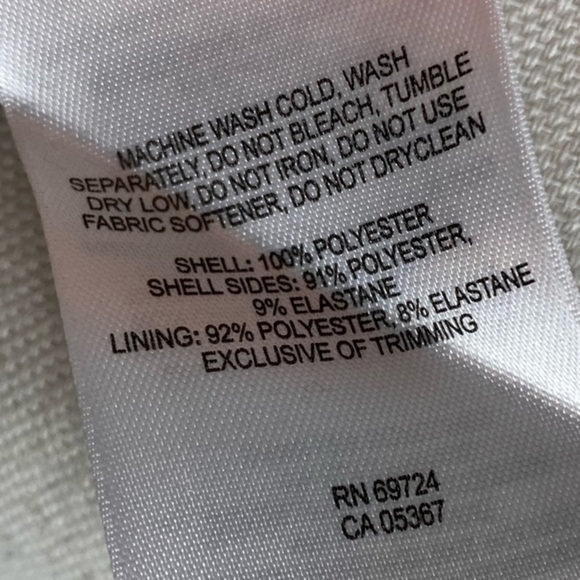 MACHINE WASH COLD, WASH
SEPARATELY, DO NOT BLEACH, TUMBLE
DRY LOW, DO NOT IRON, DO NOT USE
FABRIC SOFTENER, DO NOT DRYCLEAN
SHELL: 100% POLYESTER
SHELL SIDES: 91% POLYESTER,
9% ELASTANE
LINING: 92% POLYESTER, 8% ELASTANE
EXCLUSIVE OF TRIMMING
RN 69724
CA 05367